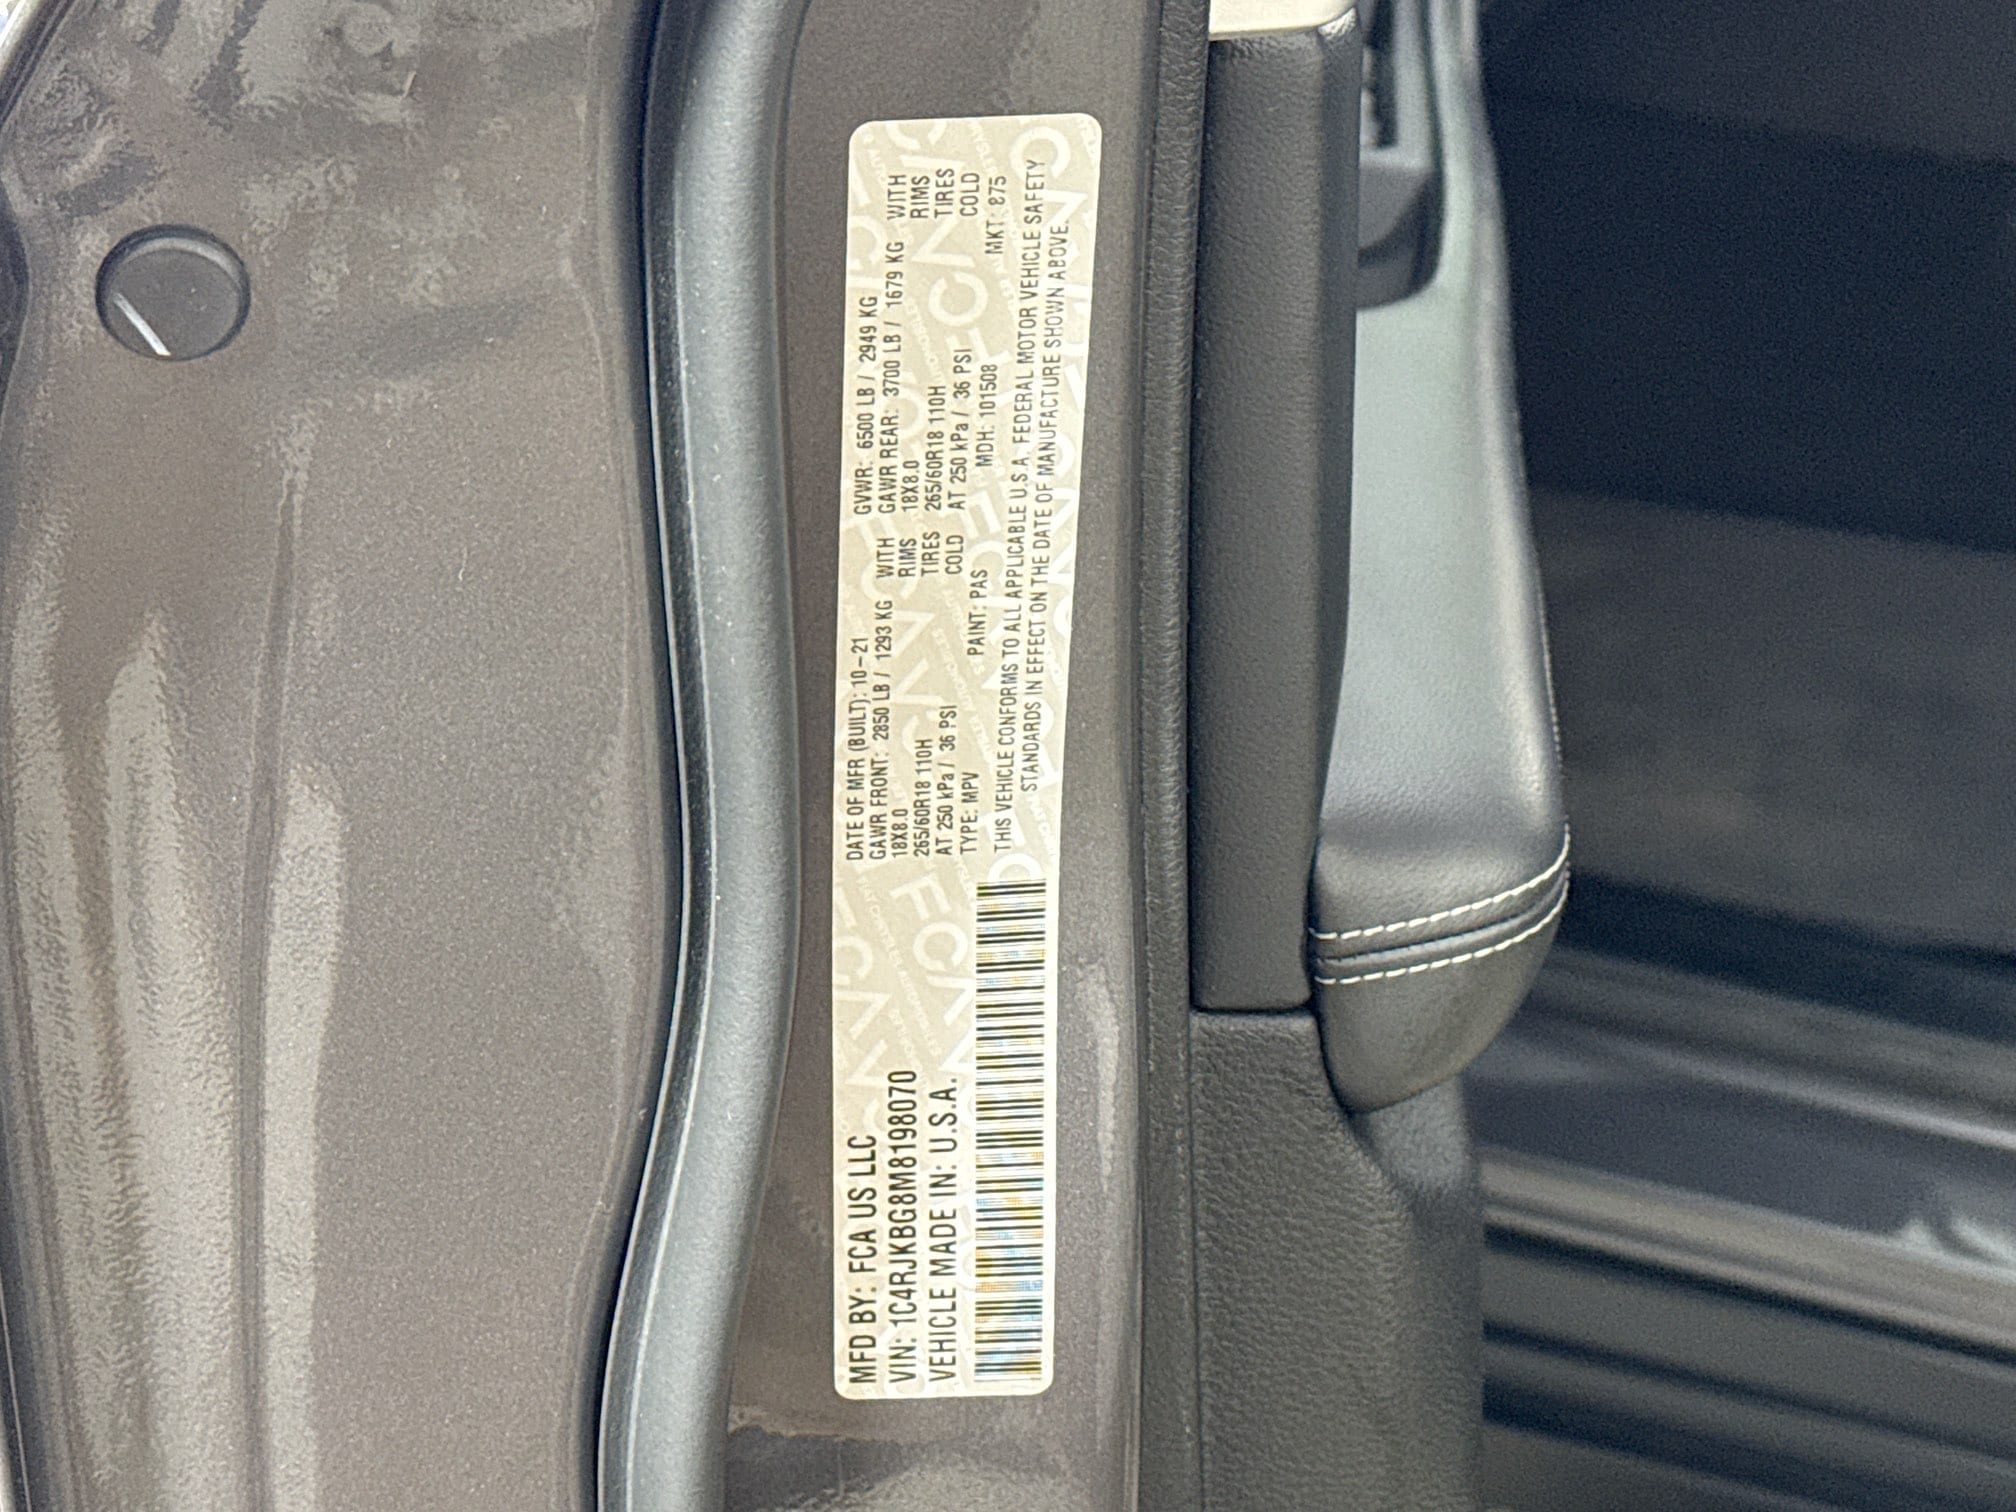 MFD BY: FCA US LLC
VIN: 1C4RJKBG8M8198070
VEHICLE MADE IN: U.S.A.
DATE OF MFR (BUILT): 10-21 GVWR: 6500 LB / 2949 KG
GAWR FRONT: 2850 LB / 1293 KG WITH GAWR REAR: 3700 LB / 1679 KG WITH
18X8.0 RIMS 18X8.0 RIMS
265/60R18 110H TIRES 265/60R18 110H TIRES
AT 250 kPa / 36 PSI COLD AT 250 kPa / 36 PSI COLD
TYPE: MPV PAINT: PAS MDH: 101508 MKT: 875
THIS VEHICLE CONFORMS TO ALL APPLICABLE U.S.A. FEDERAL MOTOR VEHICLE SAFETY
STANDARDS IN EFFECT ON THE DATE OF MANUFACTURE SHOWN ABOVE.